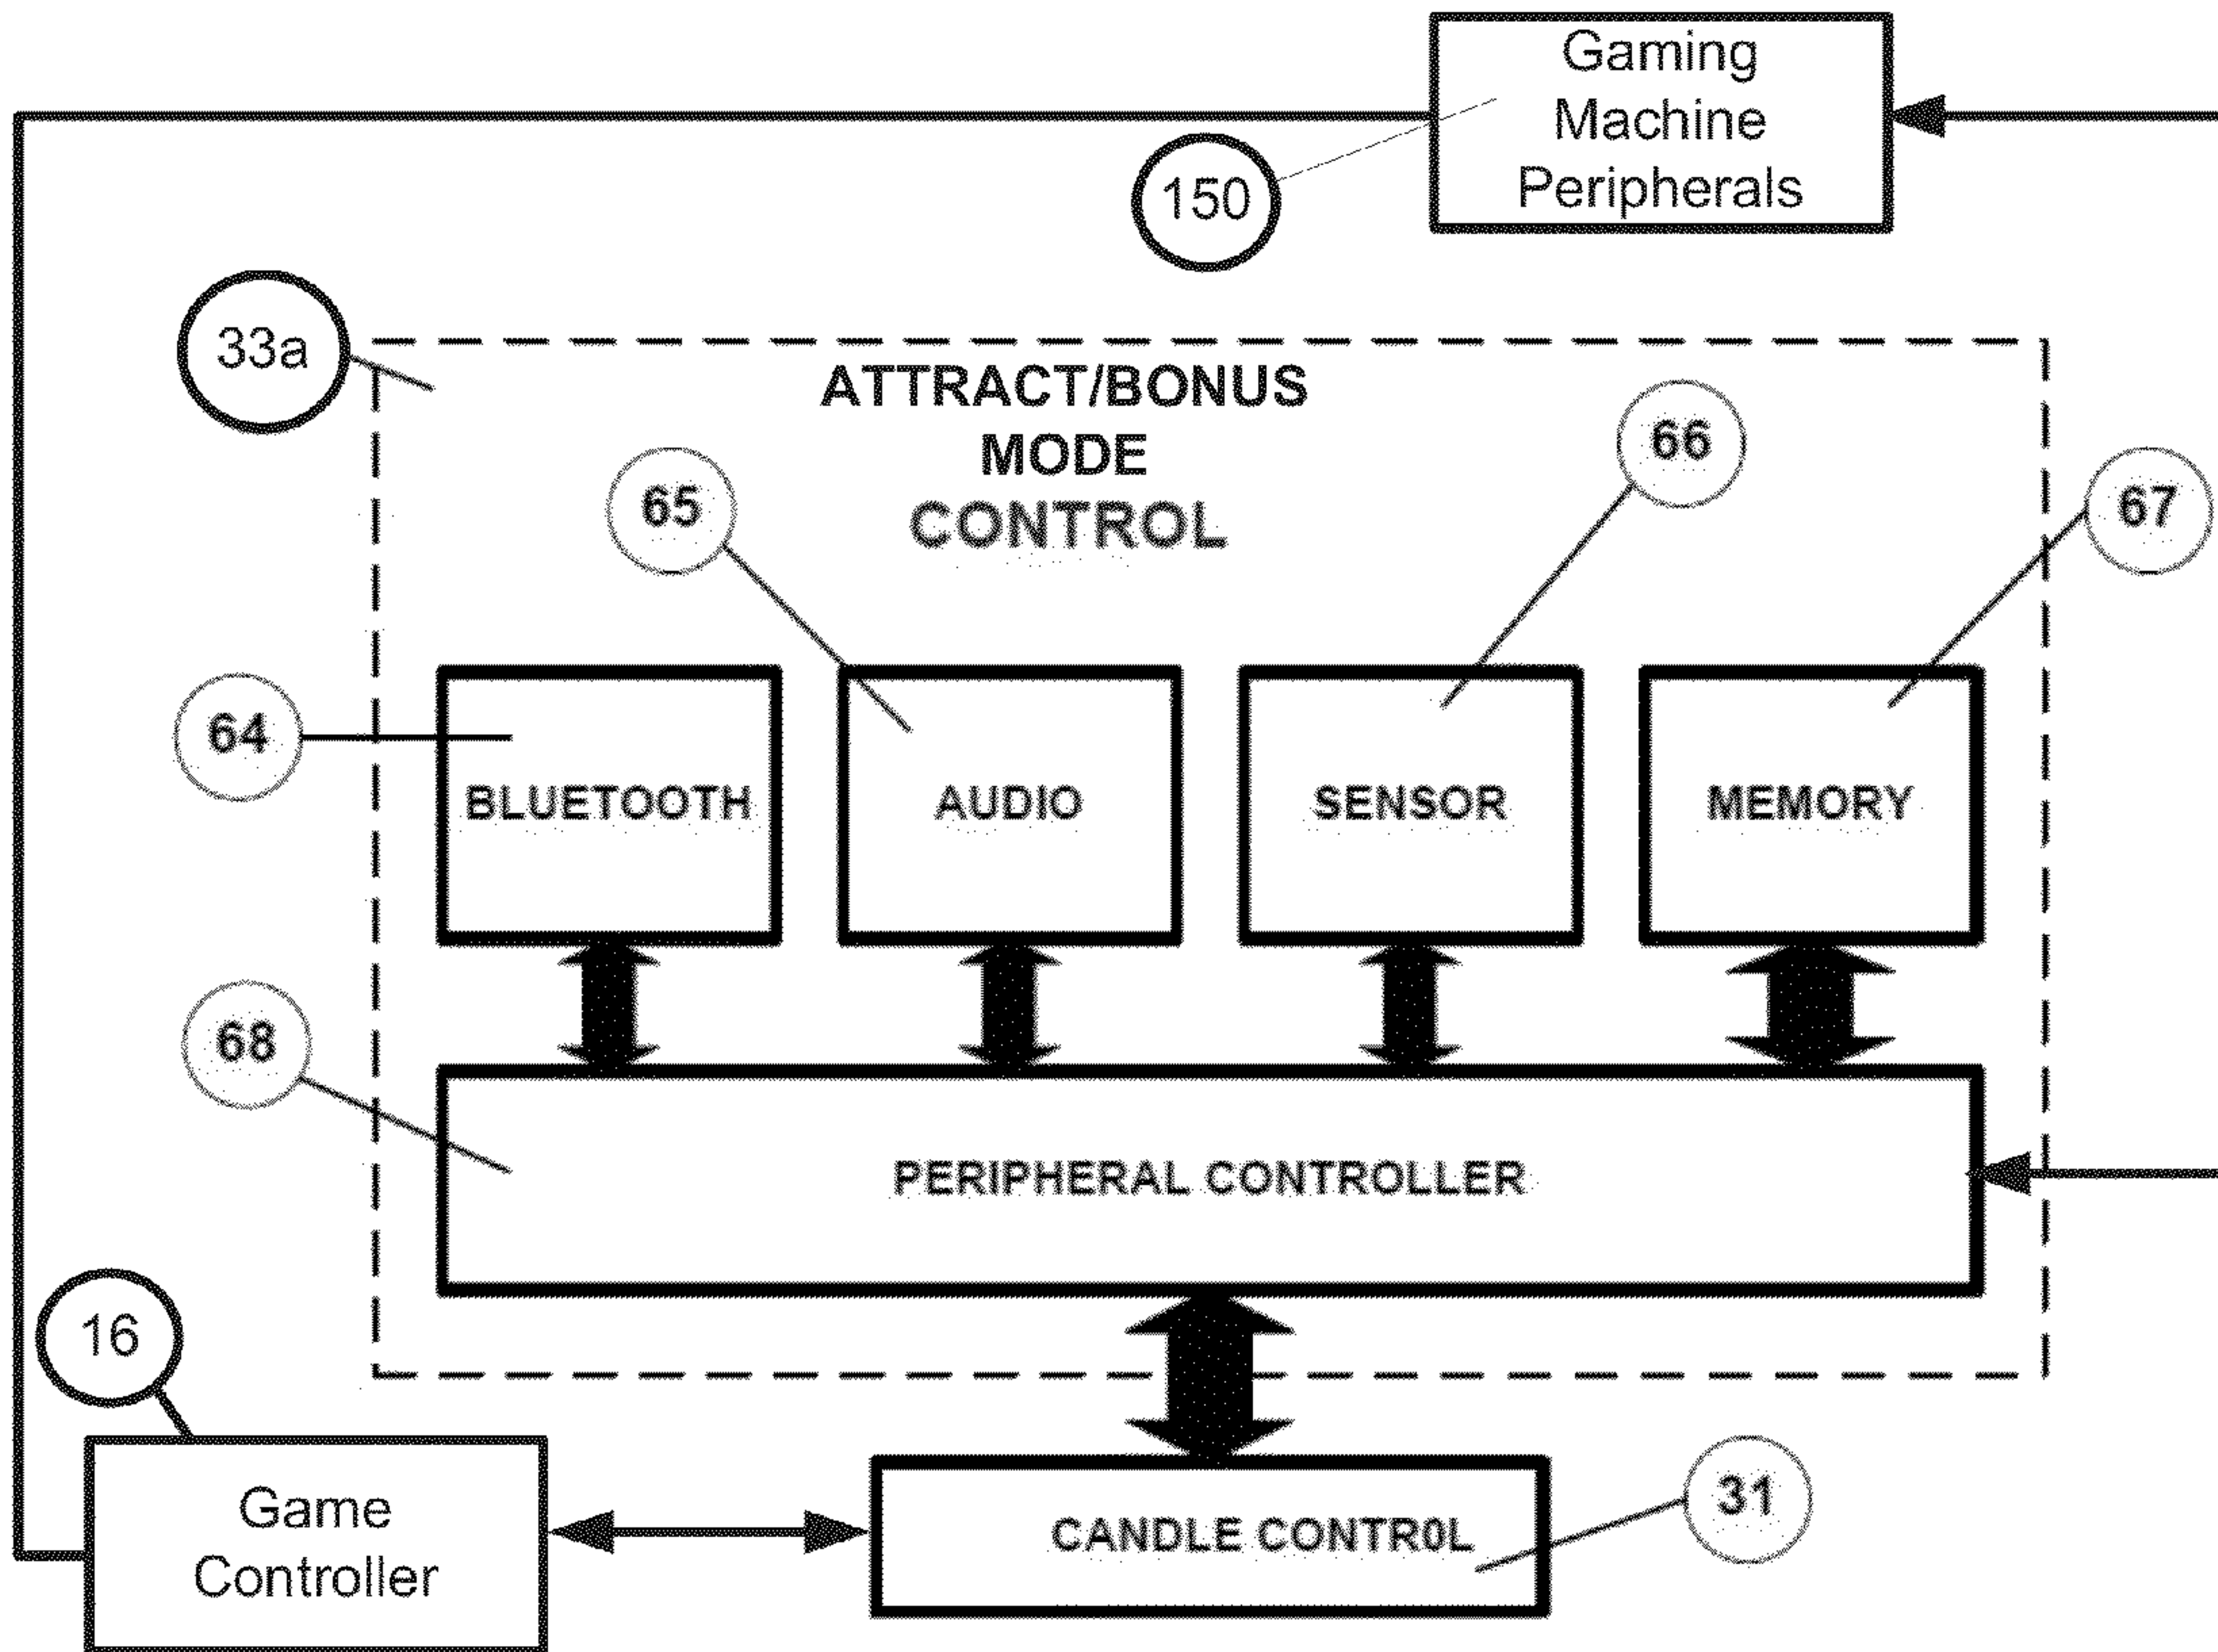 Gaming
Machine
Peripherals
150
33a
ATTRACT/BONUS
MODE
CONTROL
65
66
67
64
BLUETOOTH
AUDIO
SENSOR
MEMORY
68
PERIPHERAL CONTROLLER
16
Game
Controller
CANDLE CONTR0L
31